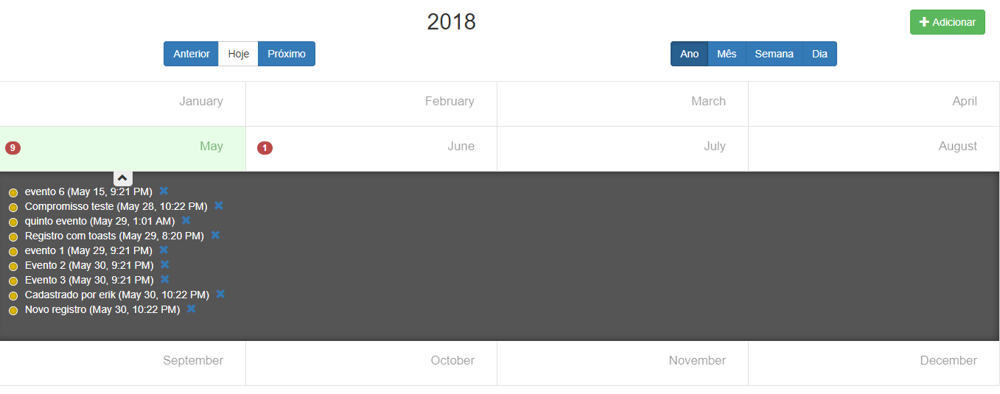 2018
Adicionar
Anterior Hoje Próximo
Ano Mês Semana Dia
January February March April
9 May 1 June July August
evento 6 (May 15, 9:21 PM)
Compromisso teste (May 28, 10:22 PM)
quinto evento (May 29, 1:01 AM)
Registro com toasts (May 29, 8:20 PM)
evento 1 (May 29, 9:21 PM)
Evento 2 (May 30, 9:21 PM)
Evento 3 (May 30, 9:21 PM)
Cadastrado por erik (May 30, 10:22 PM)
Novo registro (May 30, 10:22 PM)
September October November December